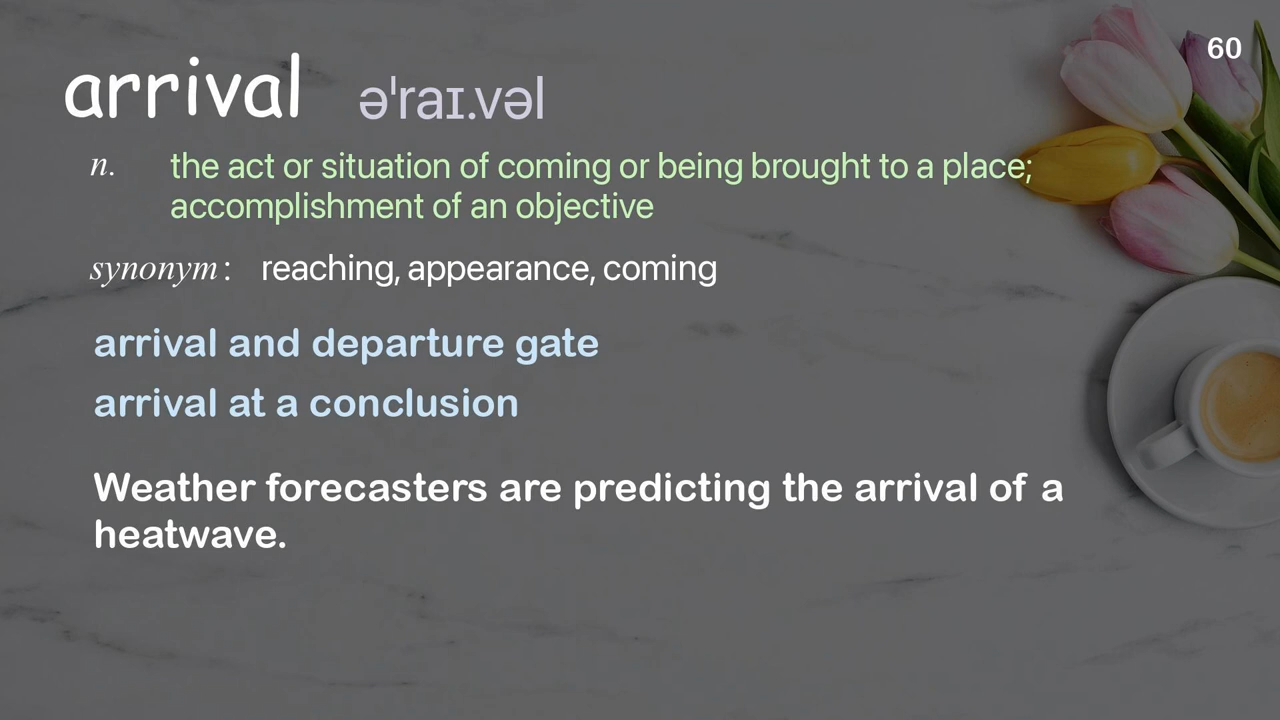 60
arrival əˈraɪ.vəl
n. the act or situation of coming or being brought to a place;
accomplishment of an objective
synonym: reaching, appearance, coming
arrival and departure gate
arrival at a conclusion
Weather forecasters are predicting the arrival of a
heatwave.